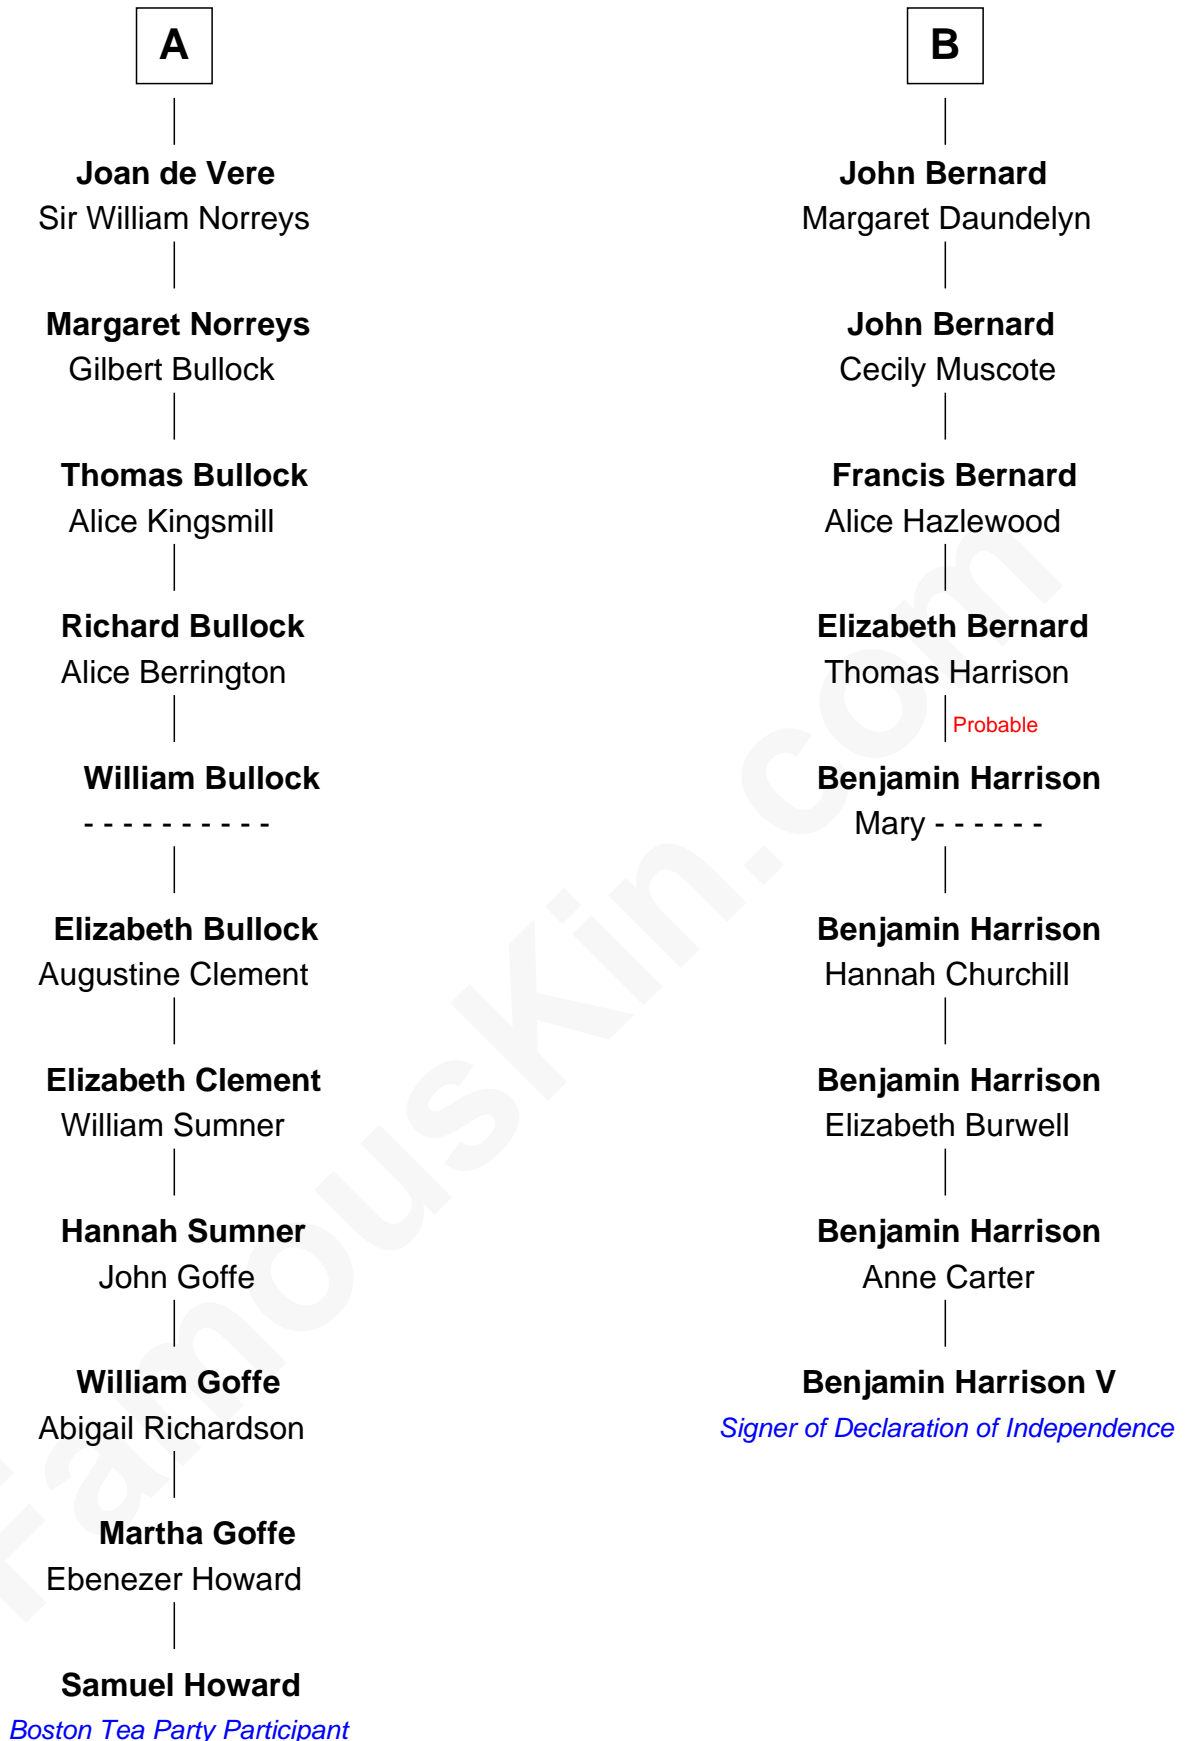 A
Joan de Vere
Sir William Norreys
Margaret Norreys
Gilbert Bullock
Thomas Bullock
Alice Kingsmill
Richard Bullock
Alice Berrington
William Bullock
- - - - - - - - - -
Elizabeth Bullock
Augustine Clement
Elizabeth Clement
William Sumner
Hannah Sumner
John Goffe
William Goffe
Abigail Richardson
Martha Goffe
Ebenezer Howard
Samuel Howard
Boston Tea Party Participant
B
John Bernard
Margaret Daundelyn
John Bernard
Cecily Muscote
Francis Bernard
Alice Hazlewood
Elizabeth Bernard
Thomas Harrison
Probable
Benjamin Harrison
Mary - - - - - -
Benjamin Harrison
Hannah Churchill
Benjamin Harrison
Elizabeth Burwell
Benjamin Harrison
Anne Carter
Benjamin Harrison V
Signer of Declaration of Independence
FamousKin.com